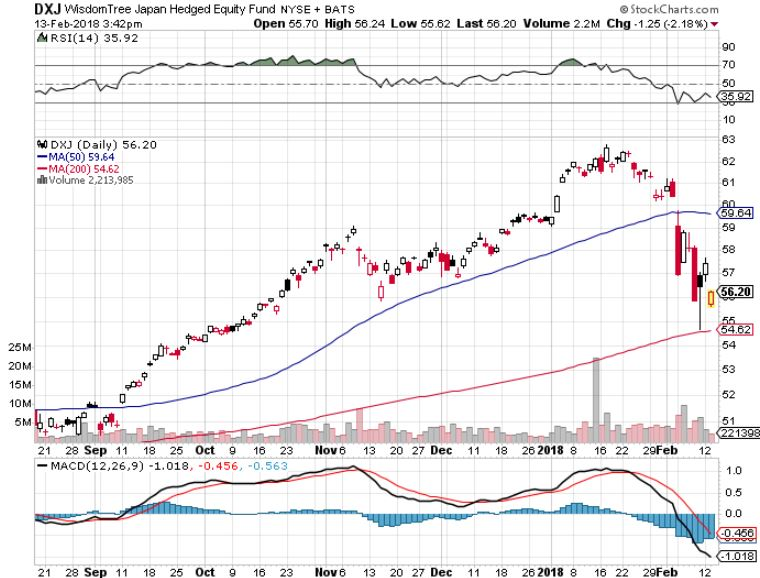 DXJ WisdomTree Japan Hedged Equity Fund NYSE + BATS © StockCharts.com
13-Feb-2018 3:42pm Open 55.70 High 56.24 Low 55.62 Last 56.20 Volume 2.2M Chg -1.25 (-2.18%)
RSI(14) 35.92
90
70
50
35.92
30
10
DXJ (Daily) 56.20
MA(50) 59.64
MA(200) 54.62
Volume 2,213,985
63
62
61
60
59.64
59
58
57
56.20
55
54.62
54
53
52
51
25M
20M
15M
10M
5M
221398
21 28 Sep 11 18 25 Oct 9 16 23 Nov 6 13 20 27 Dec 11 18 26 2018 8 16 22 29 Feb 12
MACD(12,26,9) -1.018, -0.456, -0.563
1.0
0.5
0.0
-0.456
-1.018
21 28 Sep 11 18 25 Oct 9 16 23 Nov 6 13 20 27 Dec 11 18 26 2018 8 16 22 29 Feb 12